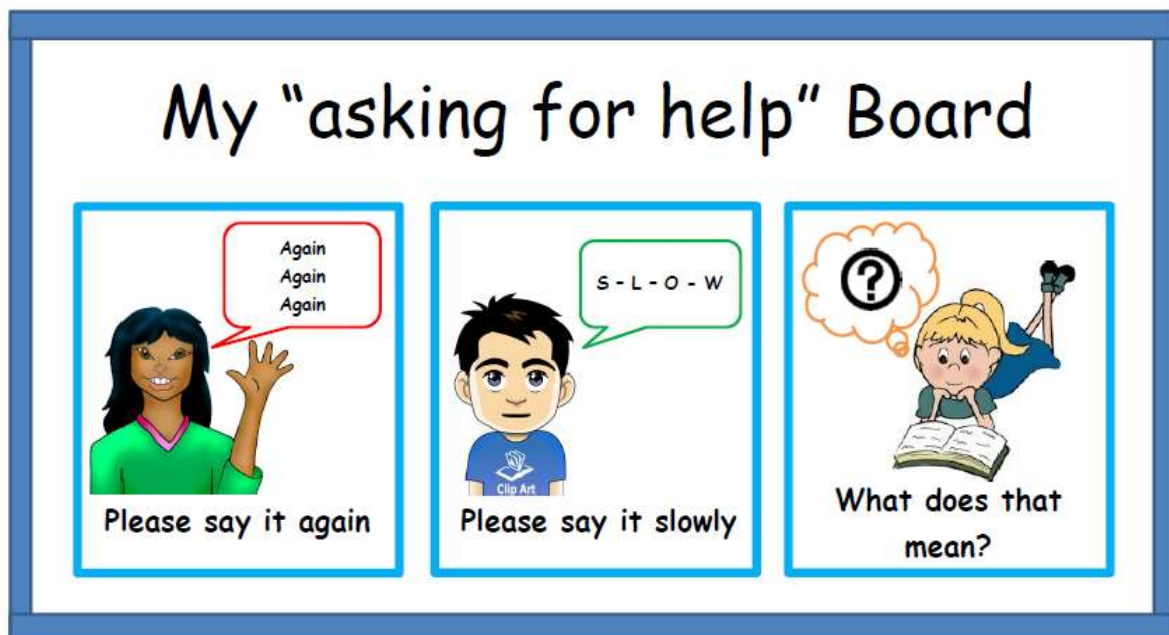 My “asking for help” Board
Again
Again
Again
Please say it again
S - L - O - W
Clip Art
Please say it slowly
?
What does that
mean?